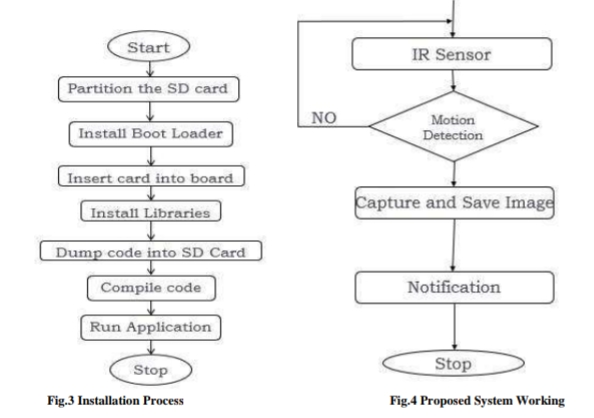 Start
Partition the SD card
Install Boot Loader
Insert card into board
Install Libraries
Dump code into SD Card
Compile code
Run Application
Stop
Fig.3 Installation Process
IR Sensor
Motion
Detection
NO
Capture and Save Image
Notification
Stop
Fig.4 Proposed System Working